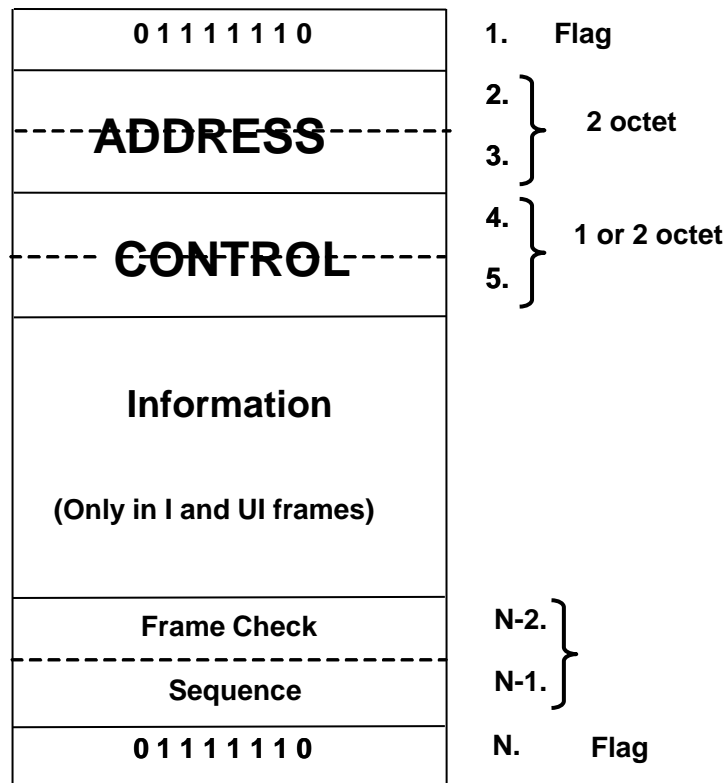 0 1 1 1 1 1 1 0 1. Flag
2.
ADDRESS 2 octet
3.
4.
CONTROL 1 or 2 octet
5.
Information
(Only in I and UI frames)
Frame Check N-2.
Sequence N-1.
0 1 1 1 1 1 1 0 N. Flag